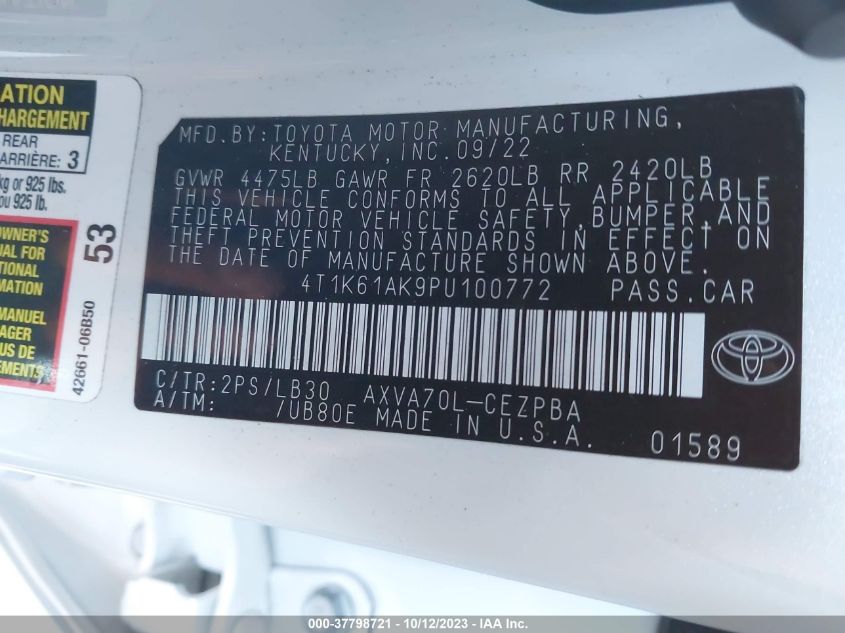 ATION
CHARGEMENT
REAR
ARRIÈRE: 3
kg or 925 lbs.
ou 925 lb.
OWNER'S
UAL FOR
TIONAL
RMATION
MANUEL
AGER
US DE
EMENTS
53
42661-06B50
MFD.BY:TOYOTA MOTOR MANUFACTURING,
KENTUCKY,INC.09/22
GVWR 4475LB GAWR FR 2620LB RR 2420LB
THIS VEHICLE CONFORMS TO ALL APPLICABLE
FEDERAL MOTOR VEHICLE SAFETY,BUMPER,AND
THEFT PREVENTION STANDARDS IN EFFECT ON
THE DATE OF MANUFACTURE SHOWN ABOVE.
4T1K61AK9PU100772 PASS.CAR
C/TR:2PS/LB30 AXVA70L-CEZPBA
A/TM: /UB80E MADE IN U.S.A. 01589
000-37798721 - 10/12/2023 - IAA Inc.